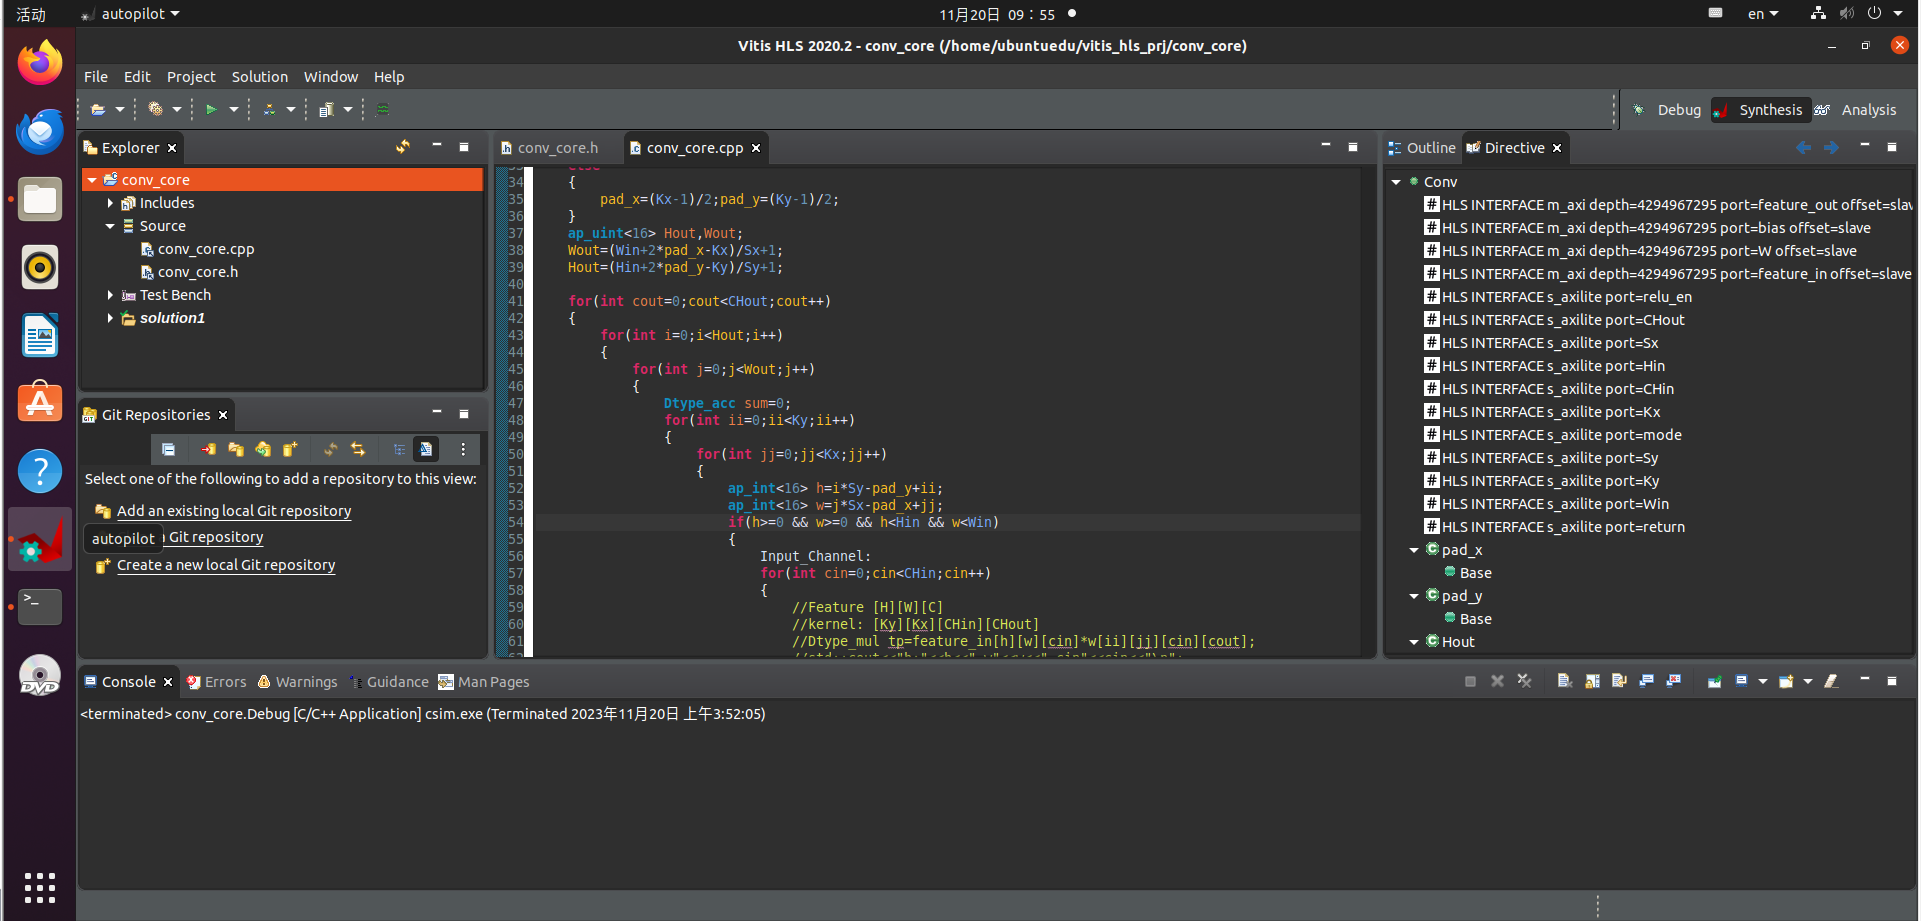 活动
autopilot
11月20日 09：55
en
Vitis HLS 2020.2 - conv_core (/home/ubuntuedu/vitis_hls_prj/conv_core)
File Edit Project Solution Window Help
Debug Synthesis Analysis
Explorer
conv_core
Includes
Source
conv_core.cpp
conv_core.h
Test Bench
solution1
Git Repositories
Select one of the following to add a repository to this view:
Add an existing local Git repository
autopilot
Git repository
Create a new local Git repository
conv_core.h conv_core.cpp
34 {
35 pad_x=(Kx-1)/2;pad_y=(Ky-1)/2;
36 }
37 ap_uint<16> Hout,Wout;
38 Wout=(Win+2*pad_x-Kx)/Sx+1;
39 Hout=(Hin+2*pad_y-Ky)/Sy+1;
40
41 for(int cout=0;cout<CHout;cout++)
42 {
43 for(int i=0;i<Hout;i++)
44 {
45 for(int j=0;j<Wout;j++)
46 {
47 Dtype_acc sum=0;
48 for(int ii=0;ii<Ky;ii++)
49 {
50 for(int jj=0;jj<Kx;jj++)
51 {
52 ap_int<16> h=i*Sy-pad_y+ii;
53 ap_int<16> w=j*Sx-pad_x+jj;
54 if(h>=0 && w>=0 && h<Hin && w<Win)
55 {
56 Input_Channel:
57 for(int cin=0;cin<CHin;cin++)
58 {
59 //Feature [H][W][C]
60 //kernel: [Ky][Kx][CHin][CHout]
61 //Dtype_mul tp=feature_in[h][w][cin]*w[ii][jj][cin][cout];
Outline Directive
Conv
HLS INTERFACE m_axi depth=4294967295 port=feature_out offset=slav
HLS INTERFACE m_axi depth=4294967295 port=bias offset=slave
HLS INTERFACE m_axi depth=4294967295 port=W offset=slave
HLS INTERFACE m_axi depth=4294967295 port=feature_in offset=slave
HLS INTERFACE s_axilite port=relu_en
HLS INTERFACE s_axilite port=CHout
HLS INTERFACE s_axilite port=Sx
HLS INTERFACE s_axilite port=Hin
HLS INTERFACE s_axilite port=CHin
HLS INTERFACE s_axilite port=Kx
HLS INTERFACE s_axilite port=mode
HLS INTERFACE s_axilite port=Sy
HLS INTERFACE s_axilite port=Ky
HLS INTERFACE s_axilite port=Win
HLS INTERFACE s_axilite port=return
pad_x
Base
pad_y
Base
Hout
Console Errors Warnings Guidance Man Pages
<terminated> conv_core.Debug [C/C++ Application] csim.exe (Terminated 2023年11月20日 上午3:52:05)